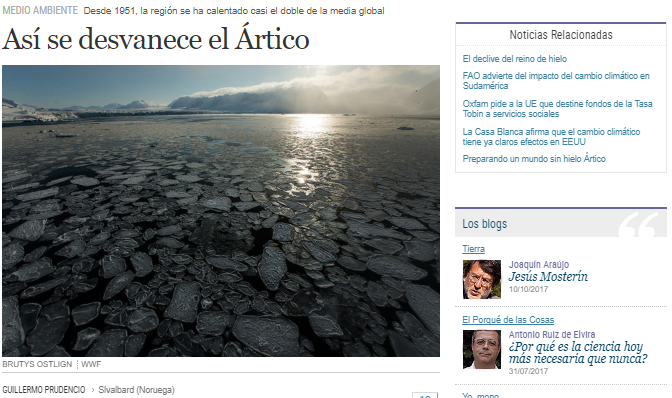 MEDIO AMBIENTE Desde 1951, la región se ha calentado casi el doble de la media global
Así se desvanece el Ártico
BRUTYS OSTLIGN | WWF
GUILLERMO PRUDENCIO › Slvalbard (Noruega)
Noticias Relacionadas
El declive del reino de hielo
FAO advierte del impacto del cambio climático en
Sudamérica
Oxfam pide a la UE que destine fondos de la Tasa
Tobin a servicios sociales
La Casa Blanca afirma que el cambio climático
tiene ya claros efectos en EEUU
Preparando un mundo sin hielo Ártico
Los blogs
Tierra
Joaquín Araújo
Jesús Mosterín
10/10/2017
El Porqué de las Cosas
Antonio Ruiz de Elvira
¿Por qué es la ciencia hoy
más necesaria que nunca?
31/07/2017